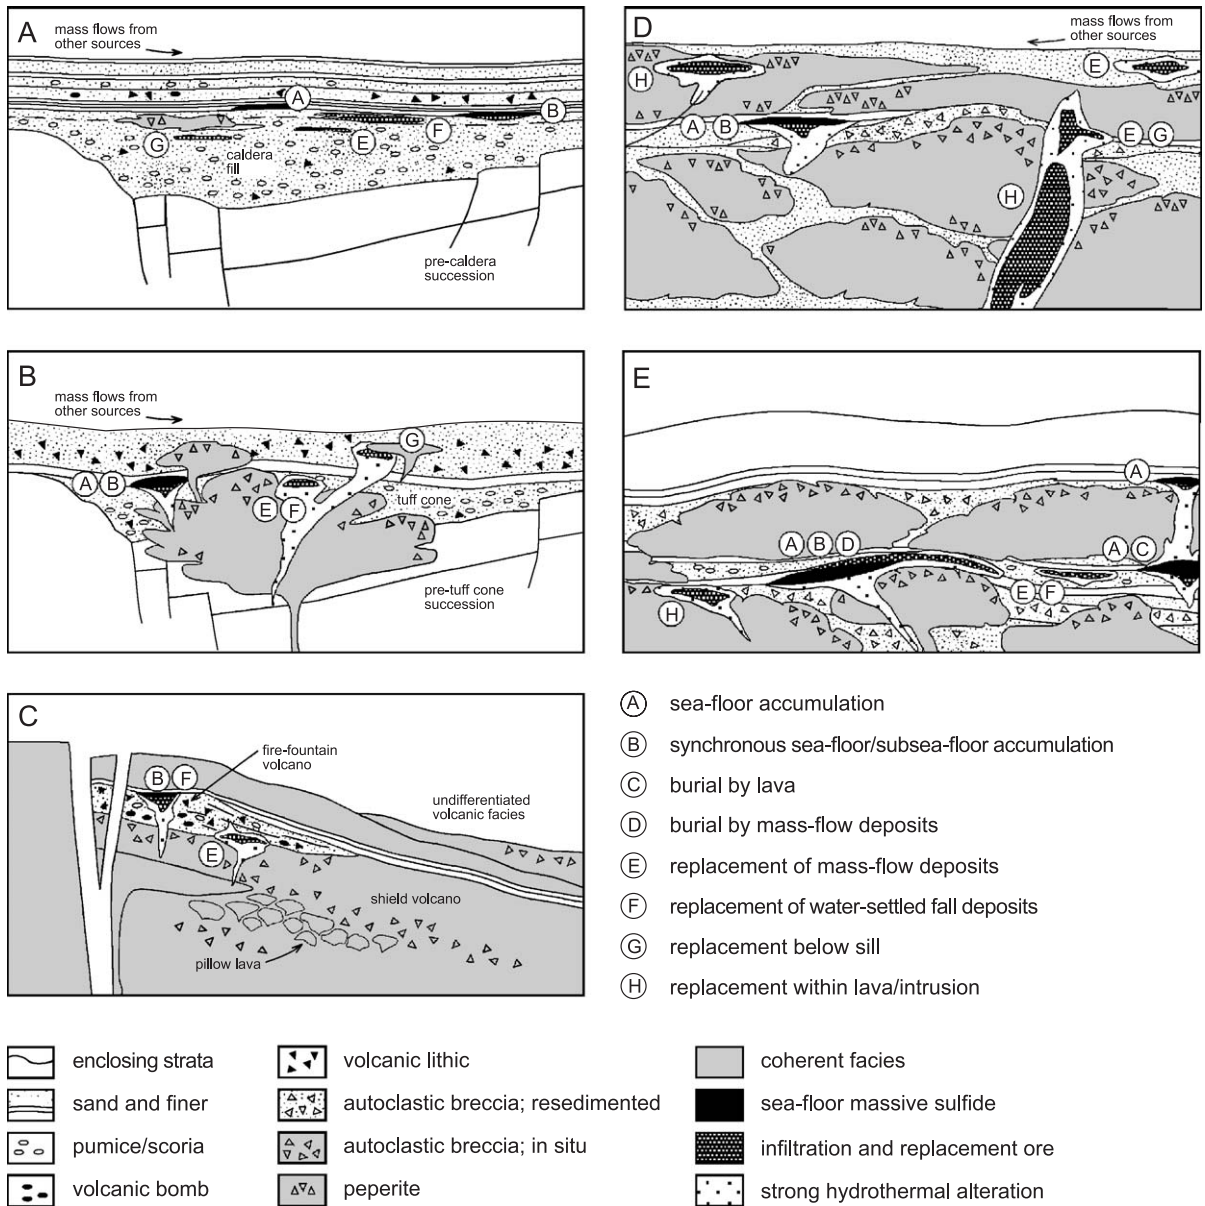 A
mass flows from
other sources
A
B
G
E
F
caldera
fill
pre-caldera
succession
D
mass flows from
other sources
H
E
A B
E G
H
B
mass flows from
other sources
G
A B
tuff cone
E F
pre-tuff cone
succession
E
A
A B D
A C
E F
H
C
fire-fountain
volcano
B F
undifferentiated
volcanic facies
E
shield volcano
pillow lava
A sea-floor accumulation
B synchronous sea-floor/subsea-floor accumulation
C burial by lava
D burial by mass-flow deposits
E replacement of mass-flow deposits
F replacement of water-settled fall deposits
G replacement below sill
H replacement within lava/intrusion
enclosing strata
sand and finer
pumice/scoria
volcanic bomb
volcanic lithic
autoclastic breccia; resedimented
autoclastic breccia; in situ
peperite
coherent facies
sea-floor massive sulfide
infiltration and replacement ore
strong hydrothermal alteration